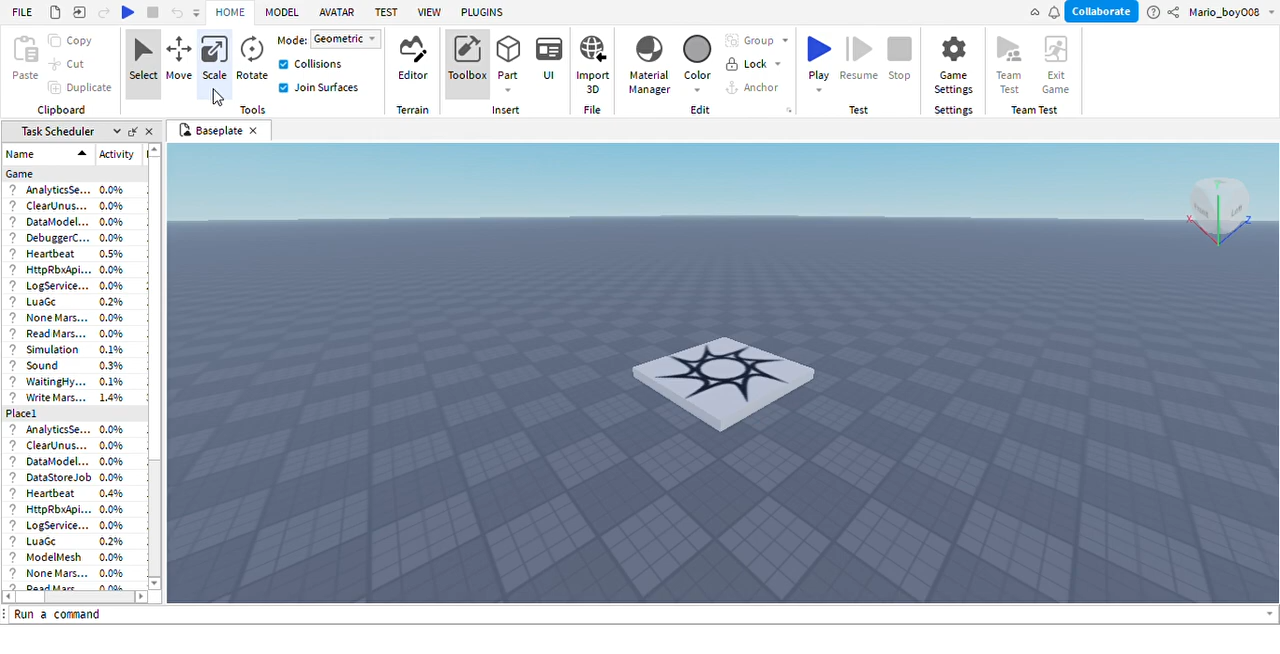 FILE HOME MODEL AVATAR TEST VIEW PLUGINS Collaborate Mario_boyO08
Paste Copy Cut Duplicate
Clipboard
Select Move Scale Rotate
Mode: Geometric
Collisions
Join Surfaces
Tools
Editor
Terrain
Toolbox Part UI
Insert
Import 3D
File
Material Manager Color Group Lock Anchor
Edit
Play Resume Stop
Test
Game Settings
Settings
Team Test Exit Game
Team Test
Task Scheduler
Baseplate
Name Activity
Game
AnalyticsSe... 0.0%
ClearUnus... 0.0%
DataModel... 0.0%
DebuggerC... 0.0%
Heartbeat 0.5%
HttpRbxApi... 0.0%
LogService... 0.0%
LuaGc 0.2%
None Mars... 0.0%
Read Mars... 0.0%
Simulation 0.1%
Sound 0.3%
WaitingHy... 0.1%
Write Mars... 1.4%
Place1
AnalyticsSe... 0.0%
ClearUnus... 0.0%
DataModel... 0.0%
DataStoreJob 0.0%
Heartbeat 0.4%
HttpRbxApi... 0.0%
LogService... 0.0%
LuaGc 0.2%
ModelMesh 0.0%
None Mars... 0.0%
Read Mars... 0.0%
X Z
Run a command